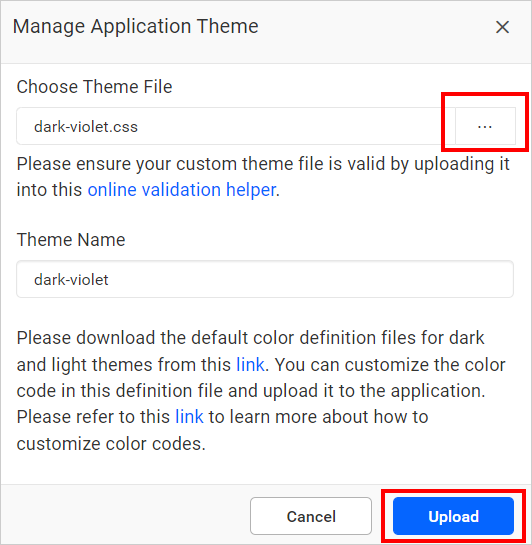 Manage Application Theme
Choose Theme File
dark-violet.css
...
Please ensure your custom theme file is valid by uploading it
into this online validation helper.
Theme Name
dark-violet
Please download the default color definition files for dark
and light themes from this link. You can customize the color
code in this definition file and upload it to the application.
Please refer to this link to learn more about how to
customize color codes.
Cancel
Upload